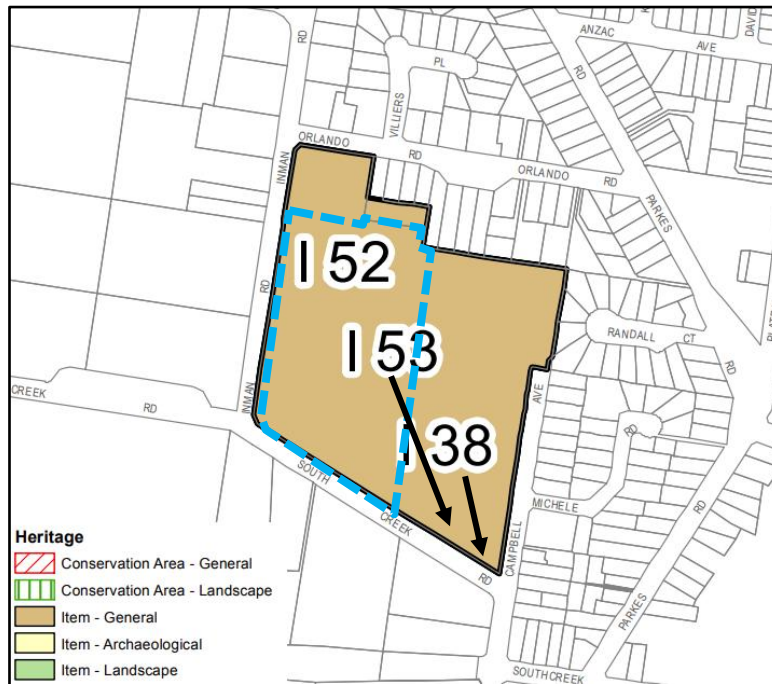 ANZAC
AVE
DAVID
RD
PL
VILLIERS
RD
ORLANDO
RD
ORLANDO
RD
INMAN
PARKES
I 52
RD
RANDALL
CT
RD
I 53
CREEK
RD
INMAN
AVE
RD
I 38
SOUTH
CREEK
MICHELE
RD
RD
CAMPBELL
PARKES
SOUTHCREEK
Heritage
Conservation Area - General
Conservation Area - Landscape
Item - General
Item - Archaeological
Item - Landscape